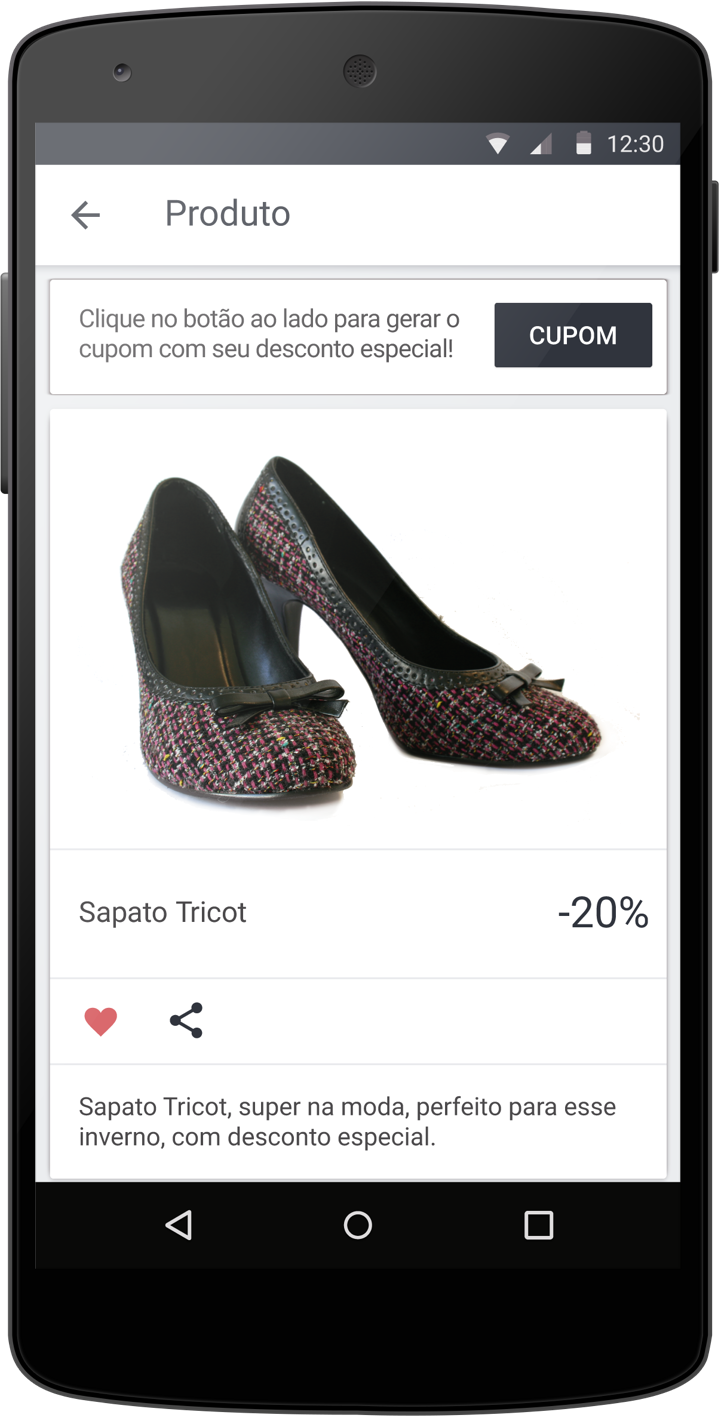 12:30
Produto
Clique no botão ao lado para gerar o
cupom com seu desconto especial!
CUPOM
Sapato Tricot
-20%
Sapato Tricot, super na moda, perfeito para esse
inverno, com desconto especial.